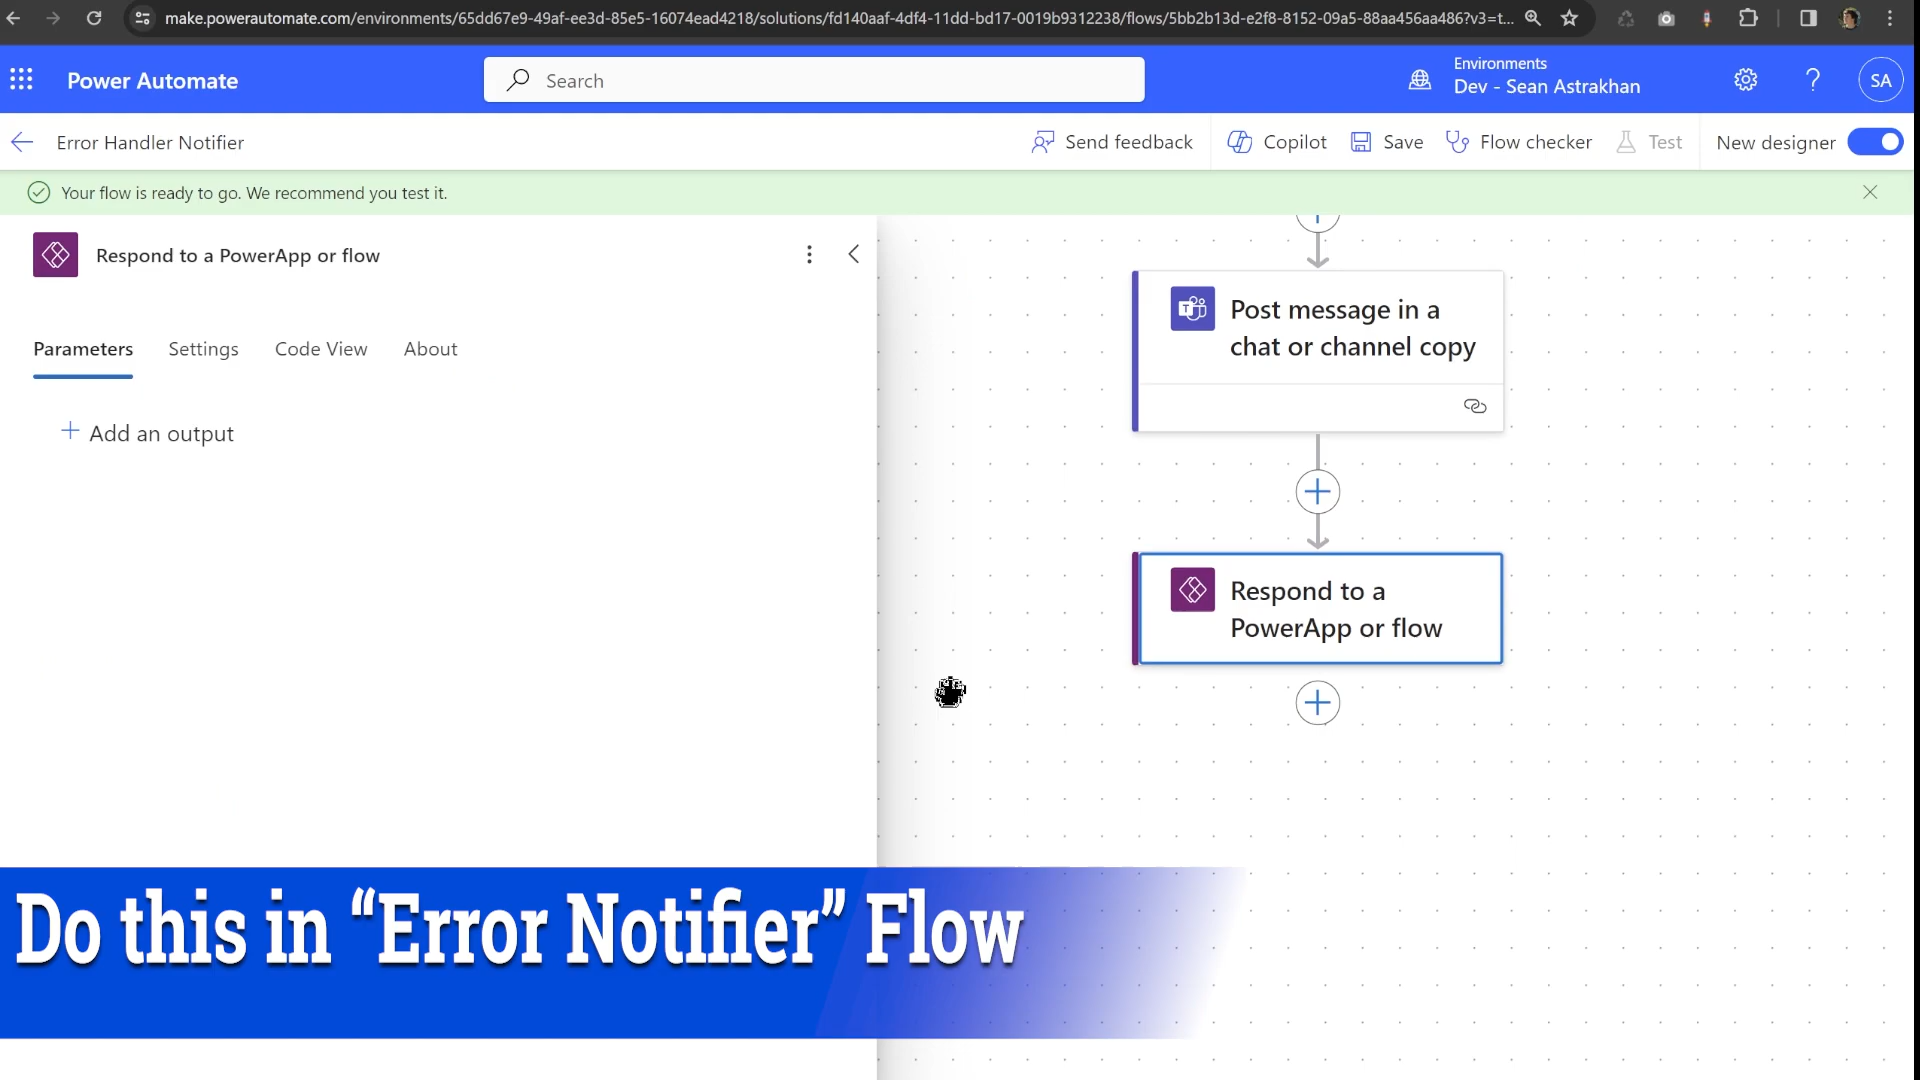 make.powerautomate.com/environments/65dd67e9-49af-ee3d-85e5-16074ead4218/solutions/fd140aaf-4df4-11dd-bd17-0019b9312238/flows/5bb2b13d-e2f8-8152-09a5-88aa456aa486?v3=t...
Power Automate
Search
Environments
Dev - Sean Astrakhan
?
SA
Error Handler Notifier
Send feedback
Copilot
Save
Flow checker
Test
New designer
Your flow is ready to go. We recommend you test it.
Respond to a PowerApp or flow
Parameters
Settings
Code View
About
Add an output
Post message in a
chat or channel copy
Respond to a
PowerApp or flow
Do this in “Error Notifier” Flow